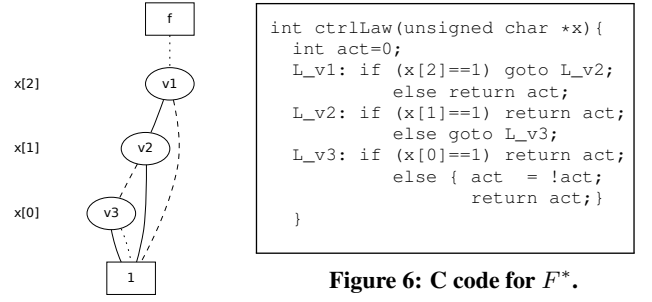 f
x[2]
v1
x[1]
v2
x[0]
v3
1
int ctrlLaw(unsigned char *x){
int act=0;
L_v1: if (x[2]==1) goto L_v2;
else return act;
L_v2: if (x[1]==1) return act;
else goto L_v3;
L_v3: if (x[0]==1) return act;
else { act = !act;
return act;}
}
Figure 6: C code for F*.